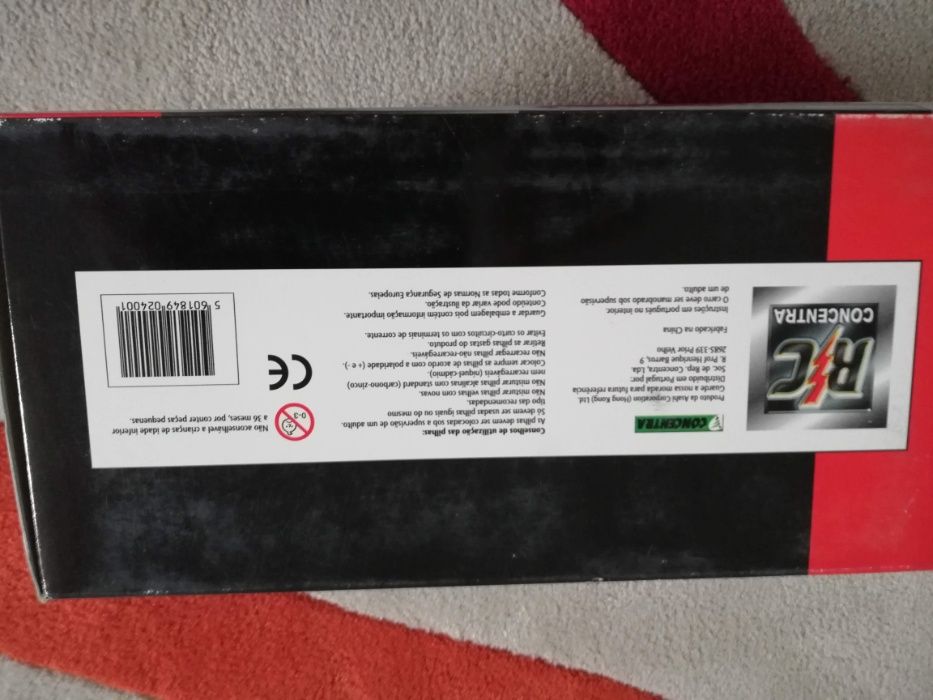 R/C
CONCENTRA
CONCENTRA
Produto da Asahi Corporation (Hong Kong) Ltd.
Guarde a nossa morada para futura referência
Distribuído em Portugal por:
Soc. de Rep. Concentra, Lda.
R. Prof Henrique Barros, 9
2685-339 Prior Velho
Fabricado na China
Instruções em português no interior
O carro deve ser manobrado sob supervisão
de um adulto.
Conselhos de utilização das pilhas:
As pilhas devem ser colocadas sob a supervisão de um adulto.
Só devem ser usadas pilhas iguais ou do mesmo
tipo das recomendadas.
Não misturar pilhas velhas com novas.
Não misturar pilhas alcalinas com standard (carbono-zinco)
nem recarregáveis (níquel-cádmio).
Colocar sempre as pilhas de acordo com a polaridade (+ e -).
Não recarregar pilhas não-recarregáveis.
Retirar as pilhas gastas do produto.
Evitar os curto-circuitos com os terminais de corrente.
Guardar a embalagem pois contém informação importante.
Conteúdo pode variar da ilustração.
Conforme todas as Normas de Segurança Europeias.
0-3
CE
Não aconselhável a crianças de idade inferior
a 36 meses, por conter peças pequenas.
5 601849 024001